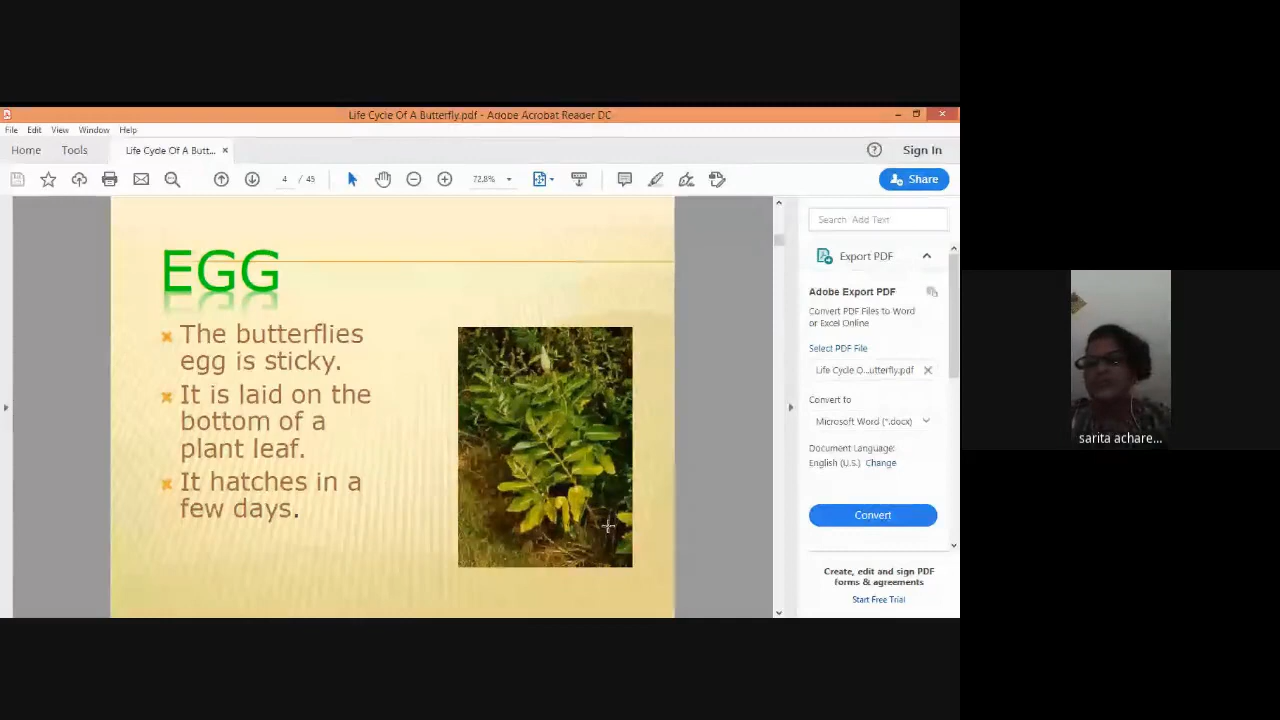 Life Cycle Of A Butterfly.pdf - Adobe Acrobat Reader DC
File Edit View Window Help
Home Tools Life Cycle Of A Butt... × Sign In
4 / 45 72.8% Share
EGG
The butterflies
egg is sticky.
It is laid on the
bottom of a
plant leaf.
It hatches in a
few days.
Search 'Add Text'
Export PDF
Adobe Export PDF
Convert PDF Files to Word
or Excel Online
Select PDF File
Life Cycle O...utterfly.pdf ×
Convert to
Microsoft Word (*.docx)
Document Language:
English (U.S.) Change
Convert
Create, edit and sign PDF
forms & agreements
Start Free Trial
sarita achare...